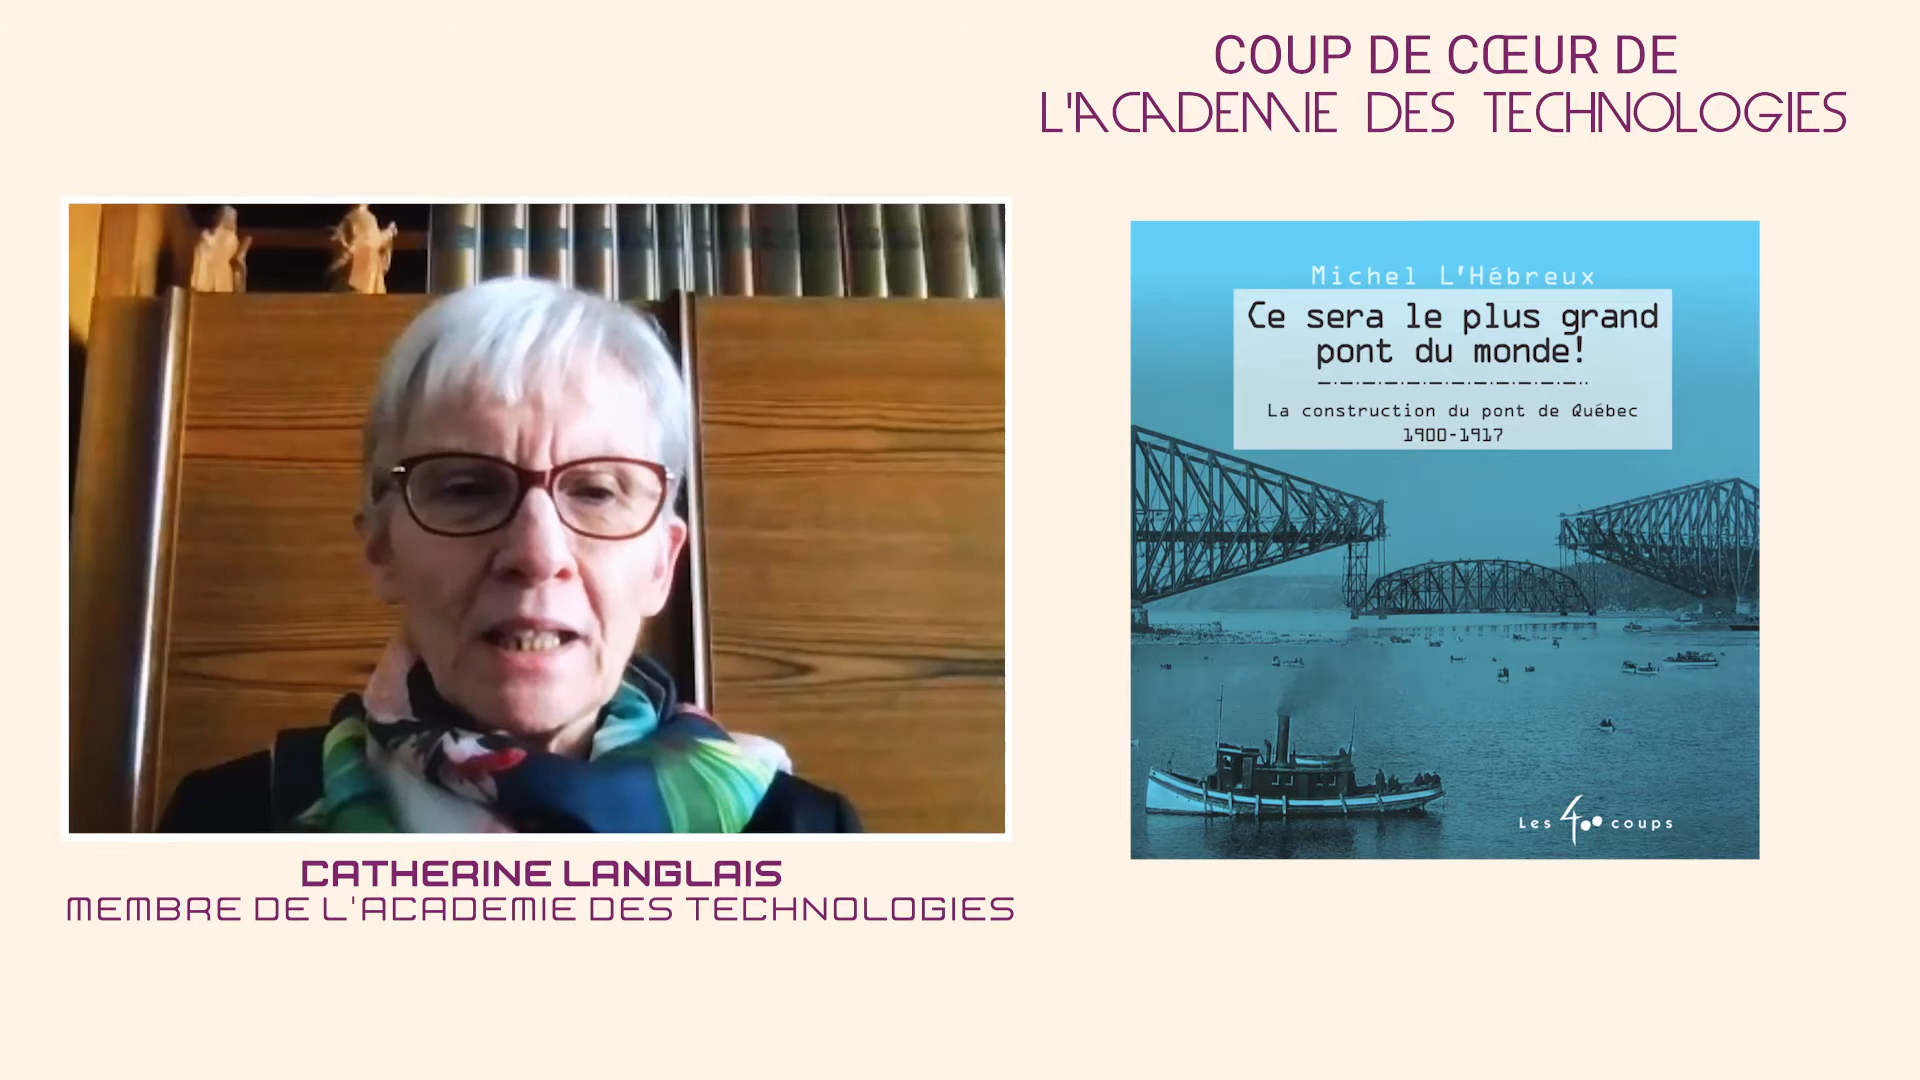 COUP DE CŒUR DE
L'ACADEMIE DES TECHNOLOGIES
Michel L'Hébreux
Ce sera le plus grand
pont du monde!
La construction du pont de Québec
1900-1917
Les 400 coups
CATHERINE LANGLAIS
MEMBRE DE L'ACADEMIE DES TECHNOLOGIES